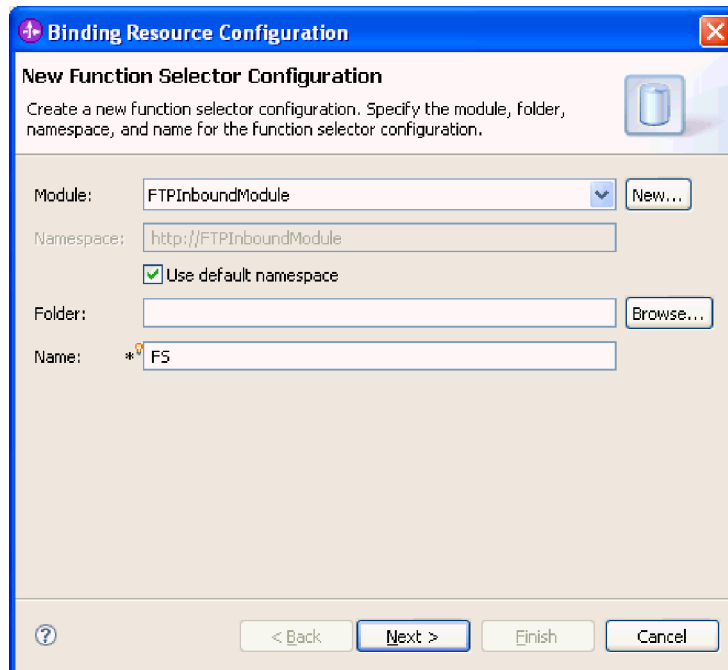 Binding Resource Configuration
New Function Selector Configuration
Create a new function selector configuration. Specify the module, folder,
namespace, and name for the function selector configuration.
Module: FTPInboundModule New...
Namespace: http://FTPInboundModule
Use default namespace
Folder: Browse...
Name: * FS
< Back Next > Finish Cancel